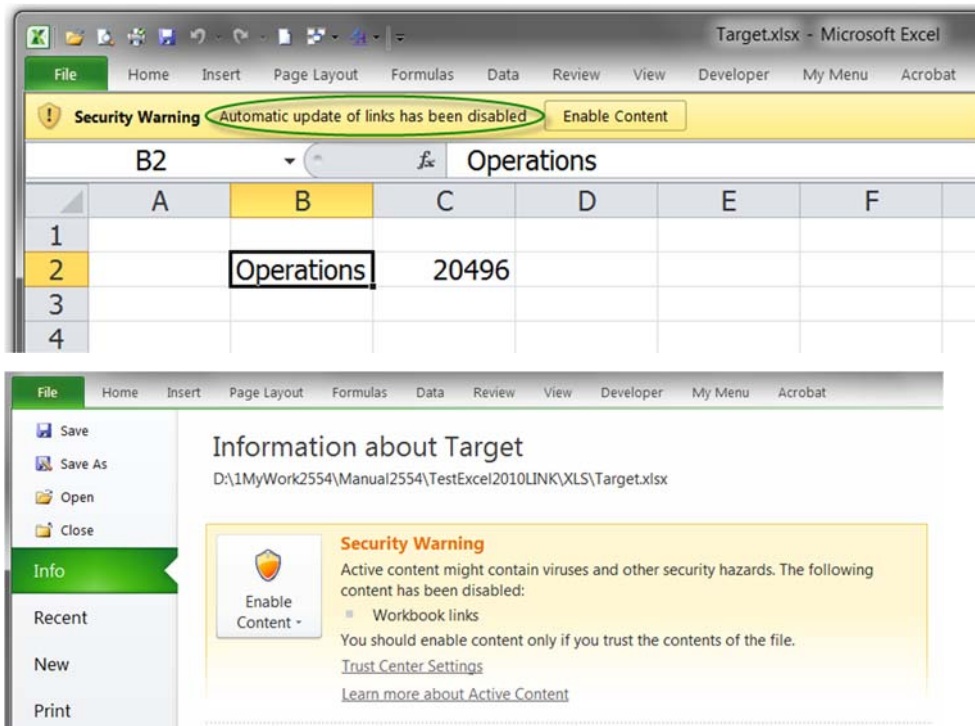 Target.xlsx - Microsoft Excel
File Home Insert Page Layout Formulas Data Review View Developer My Menu Acrobat
Security Warning Automatic update of links has been disabled Enable Content
B2 fx Operations
A B C D E F
1
2 Operations 20496
3
4
File Home Insert Page Layout Formulas Data Review View Developer My Menu Acrobat
Save
Save As
Open
Close
Info
Recent
New
Print
Information about Target
D:\1MyWork2554\Manual2554\TestExcel2010LINK\XLS\Target.xlsx
Enable
Content
Security Warning
Active content might contain viruses and other security hazards. The following
content has been disabled:
Workbook links
You should enable content only if you trust the contents of the file.
Trust Center Settings
Learn more about Active Content